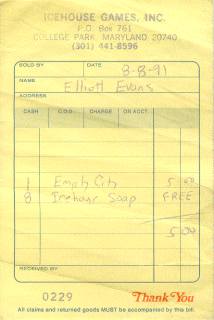 ICEHOUSE GAMES, INC.
P.O. Box 761
COLLEGE PARK, MARYLAND 20740
(301) 441-8596
SOLD BY DATE 8-8-91
NAME Elliott Evans
ADDRESS
CASH C.O.D. CHARGE ON ACCT.
1 Empty City 5.00
8 Icehouse Soap FREE
5.00
RECEIVED BY
0229 Thank You
All claims and returned goods MUST be accompanied by this bill.